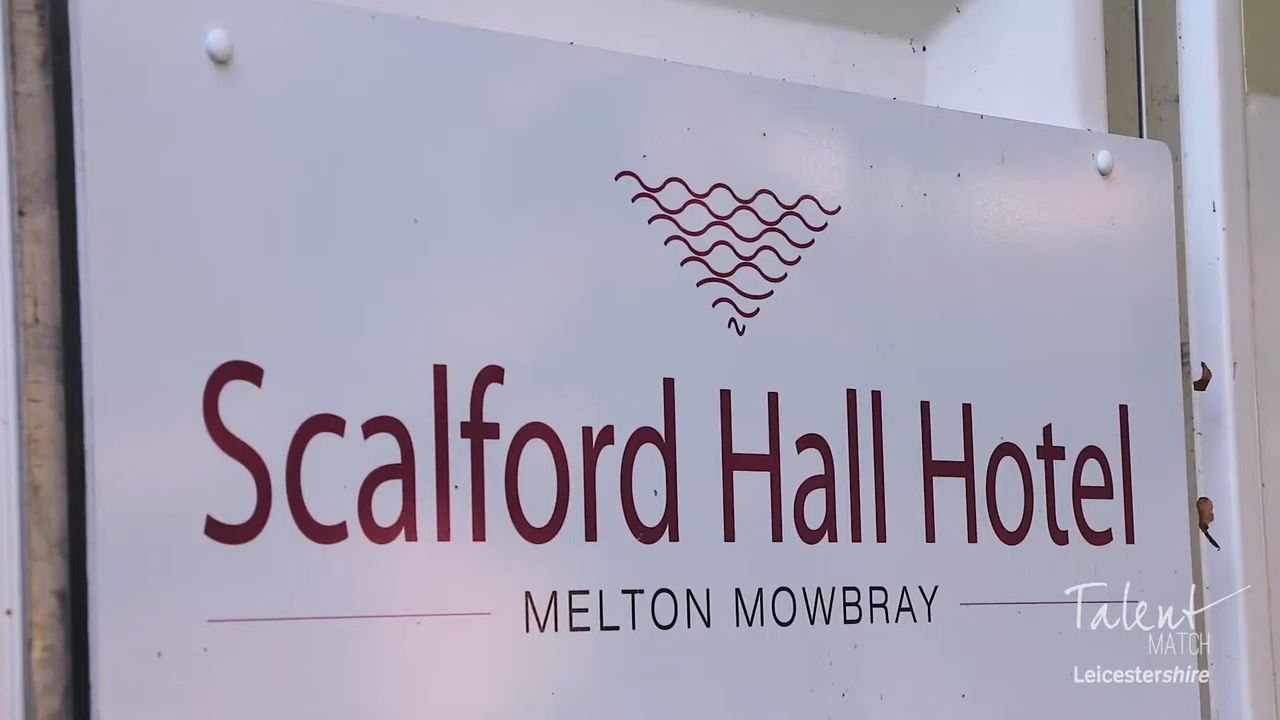 Scalford Hall Hotel
MELTON MOWBRAY
Talent
MATCH
Leicestershire